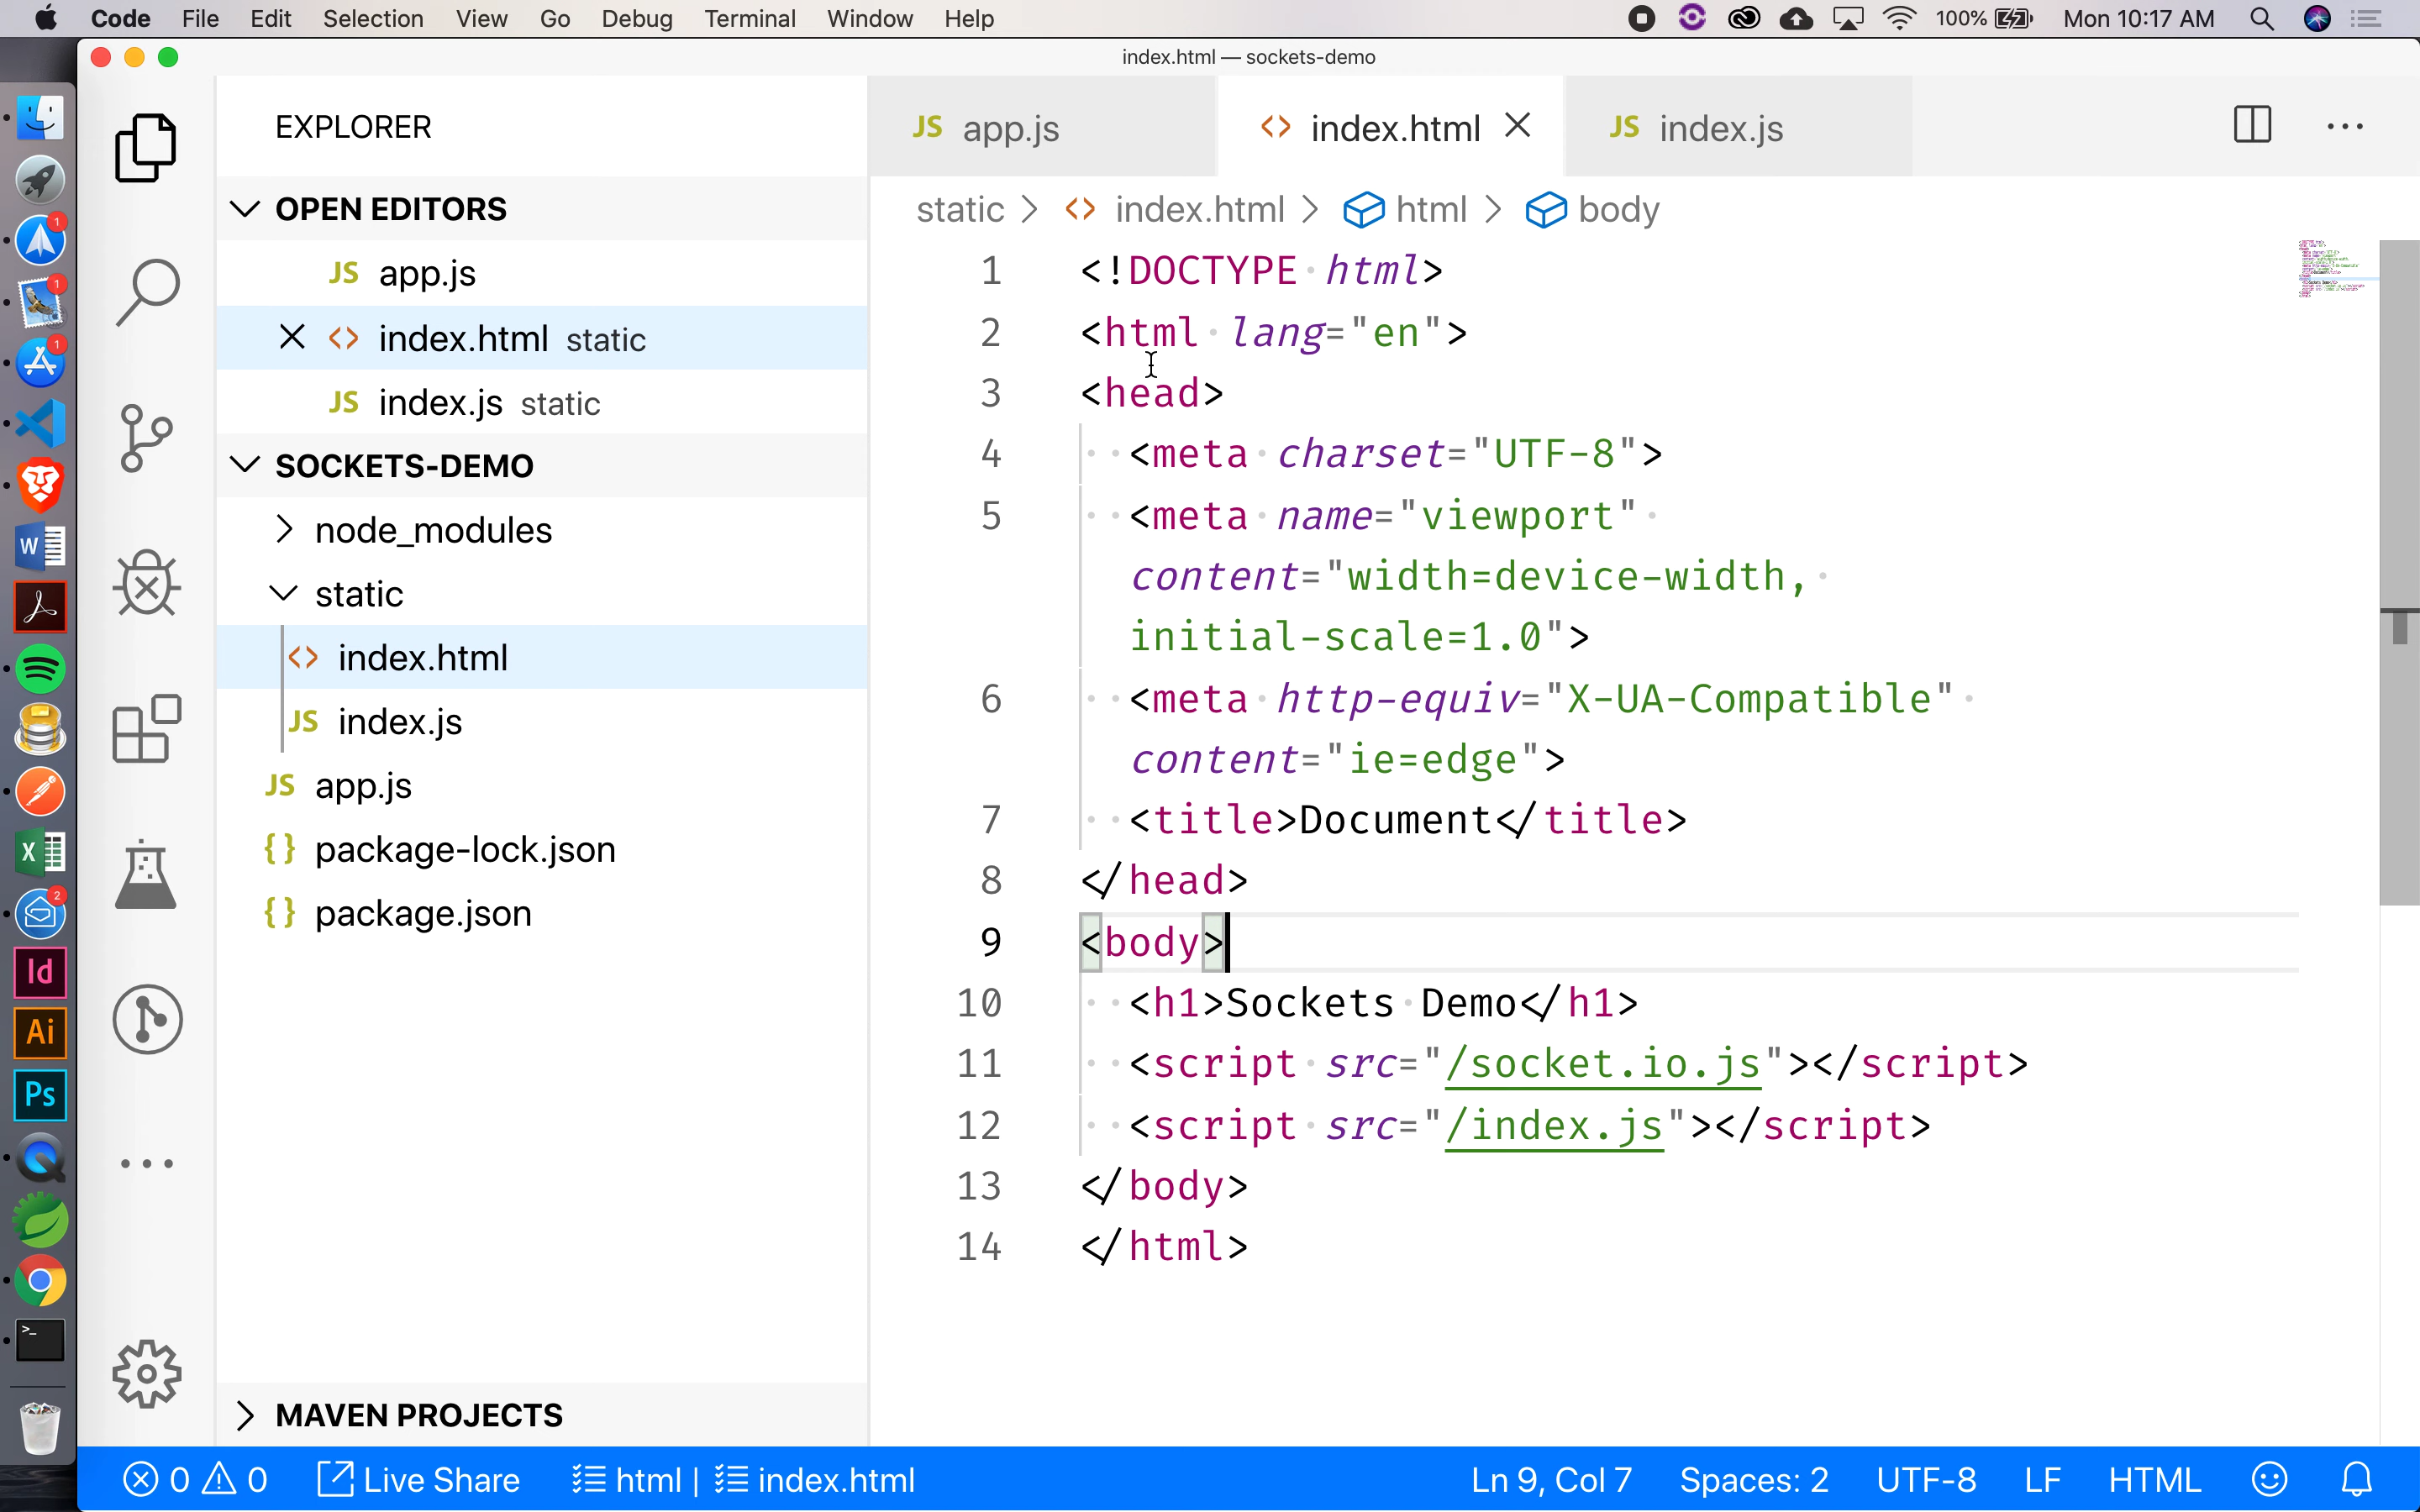 Code File Edit Selection View Go Debug Terminal Window Help 100% Mon 10:17 AM
index.html — sockets-demo
EXPLORER
JS app.js
<> index.html
JS index.js
OPEN EDITORS
static > <> index.html > html > body
JS app.js
<> index.html static
JS index.js static
SOCKETS-DEMO
node_modules
static
<> index.html
JS index.js
JS app.js
{} package-lock.json
{} package.json
MAVEN PROJECTS
1 <!DOCTYPE html>
2 <html lang="en">
3 <head>
4 <meta charset="UTF-8">
5 <meta name="viewport"
content="width=device-width,
initial-scale=1.0">
6 <meta http-equiv="X-UA-Compatible"
content="ie=edge">
7 <title>Document</title>
8 </head>
9 <body>
10 <h1>Sockets Demo</h1>
11 <script src="/socket.io.js"></script>
12 <script src="/index.js"></script>
13 </body>
14 </html>
1
1
1
W
X
2
Id
Ai
Ps
>_
0 0 Live Share html | index.html Ln 9, Col 7 Spaces: 2 UTF-8 LF HTML